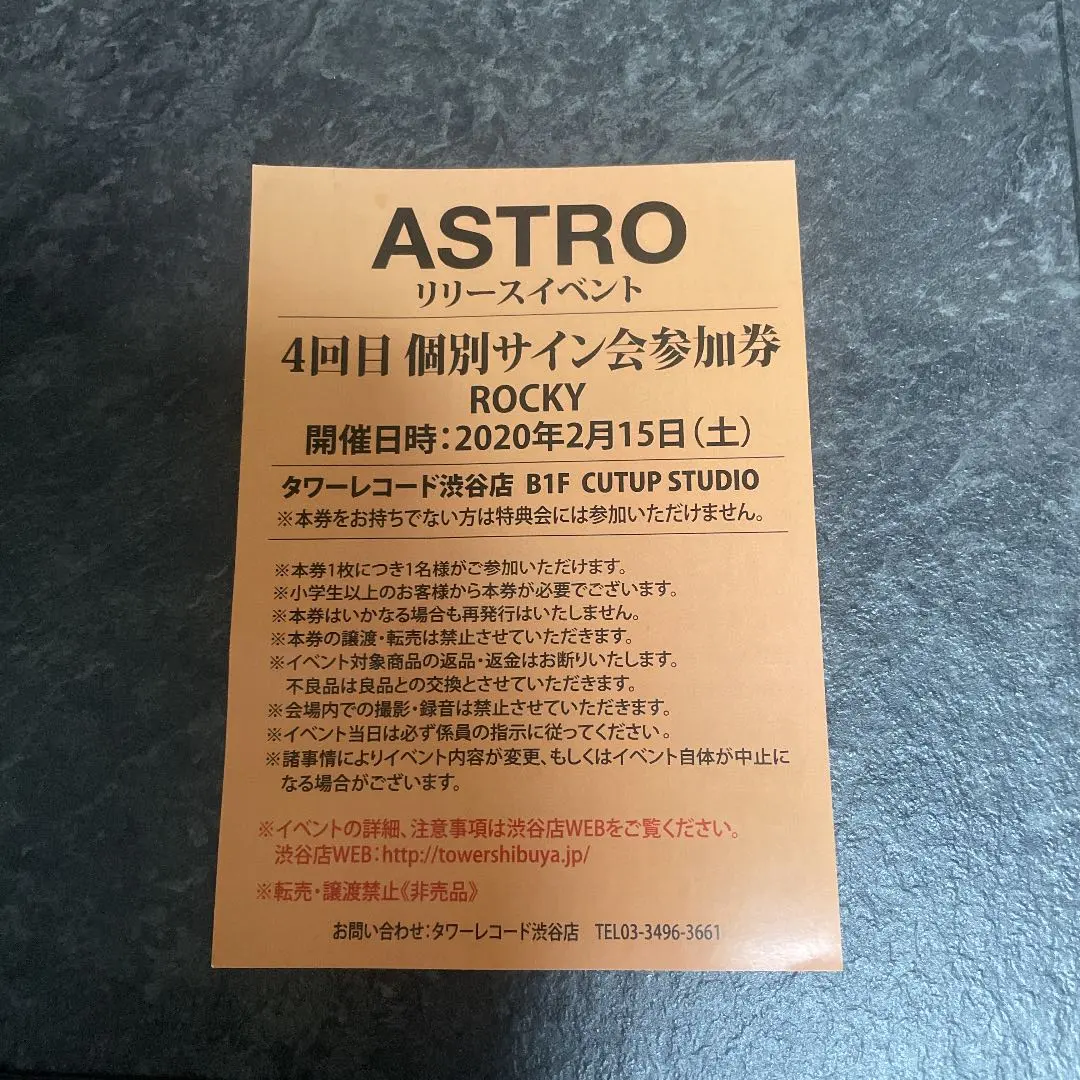 ASTRO
リリースイベント
4回目 個別サイン会参加券
ROCKY
開催日時：2020年2月15日（土）
タワーレコード渋谷店 B1F CUTUP STUDIO
※本券をお持ちでない方は特典会には参加いただけません。
※本券1枚につき1名様がご参加いただけます。
※小学生以上のお客様から本券が必要でございます。
※本券はいかなる場合も再発行はいたしません。
※本券の譲渡・転売は禁止させていただきます。
※イベント対象商品の返品・返金はお断りいたします。
不良品は良品との交換とさせていただきます。
※会場内での撮影・録音は禁止させていただきます。
※イベント当日は必ず係員の指示に従ってください。
※諸事情によりイベント内容が変更、もしくはイベント自体が中止に
なる場合がございます。
※イベントの詳細、注意事項は渋谷店WEBをご覧ください。
渋谷店WEB：http://towershibuya.jp/
※転売・譲渡禁止《非売品》
お問い合わせ：タワーレコード渋谷店 TEL03-3496-3661